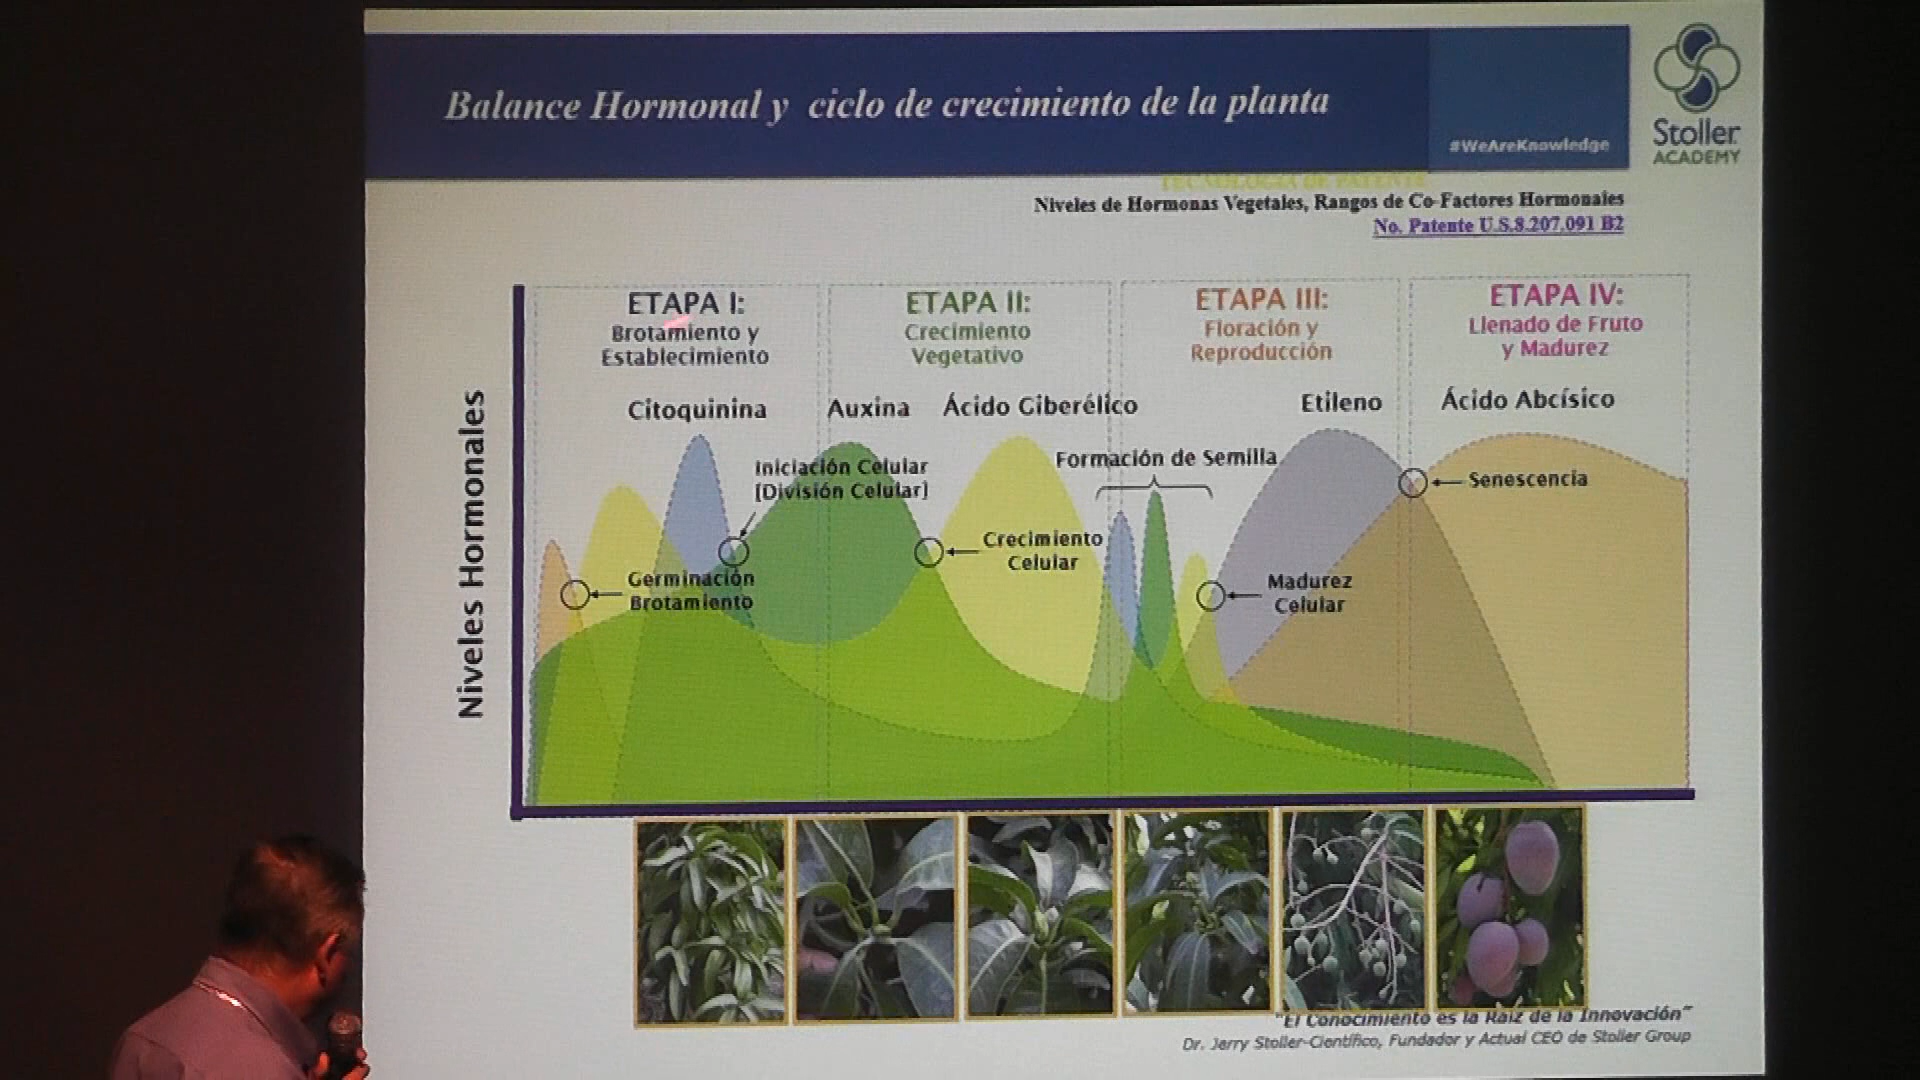 Balance Hormonal y ciclo de crecimiento de la planta
#WeAreKnowledge
Stoller
ACADEMY
TECNOLOGIA DE PATENTE
Niveles de Hormonas Vegetales, Rangos de Co-Factores Hormonales
No. Patente U.S.8.207.091 B2
ETAPA I:
Brotamiento y
Establecimiento
ETAPA II:
Crecimiento
Vegetativo
ETAPA III:
Floración y
Reproducción
ETAPA IV:
Llenado de Fruto
y Madurez
Citoquinina
Auxina
Ácido Giberélico
Etileno
Ácido Abcísico
Iniciación Celular
(División Celular)
Formación de Semilla
Senescencia
Crecimiento
Celular
Germinación
Brotamiento
Madurez
Celular
Niveles Hormonales
"El Conocimiento es la Raíz de la Innovación"
Dr. Jerry Stoller-Científico, Fundador y Actual CEO de Stoller Group